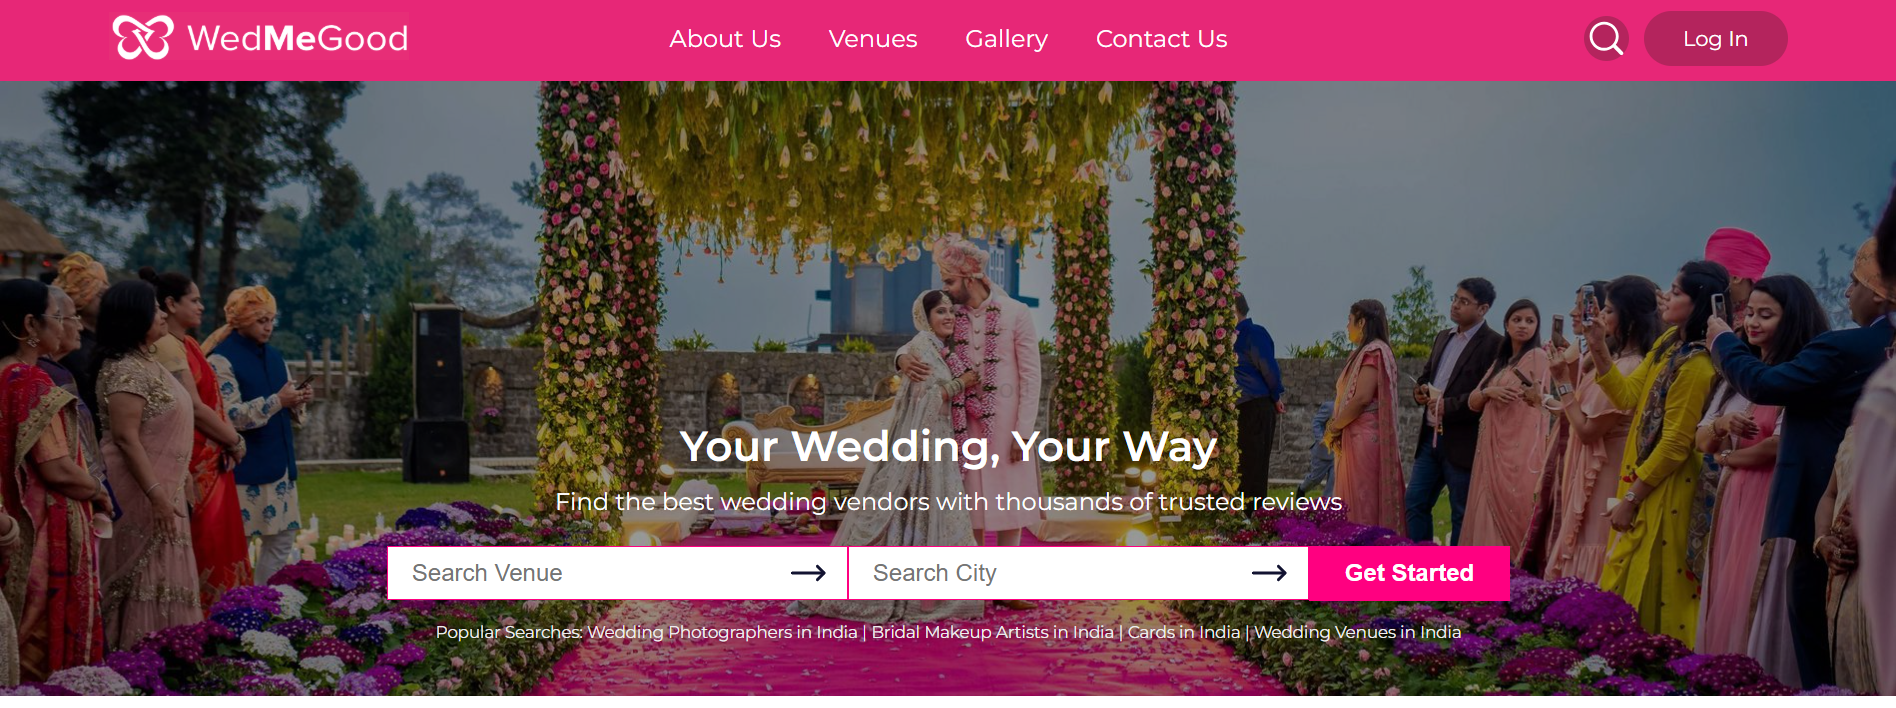 WedMeGood
About Us
Venues
Gallery
Contact Us
Log In
Your Wedding, Your Way
Find the best wedding vendors with thousands of trusted reviews
Search Venue
Search City
Get Started
Popular Searches: Wedding Photographers in India | Bridal Makeup Artists in India | Cards in India | Wedding Venues in India